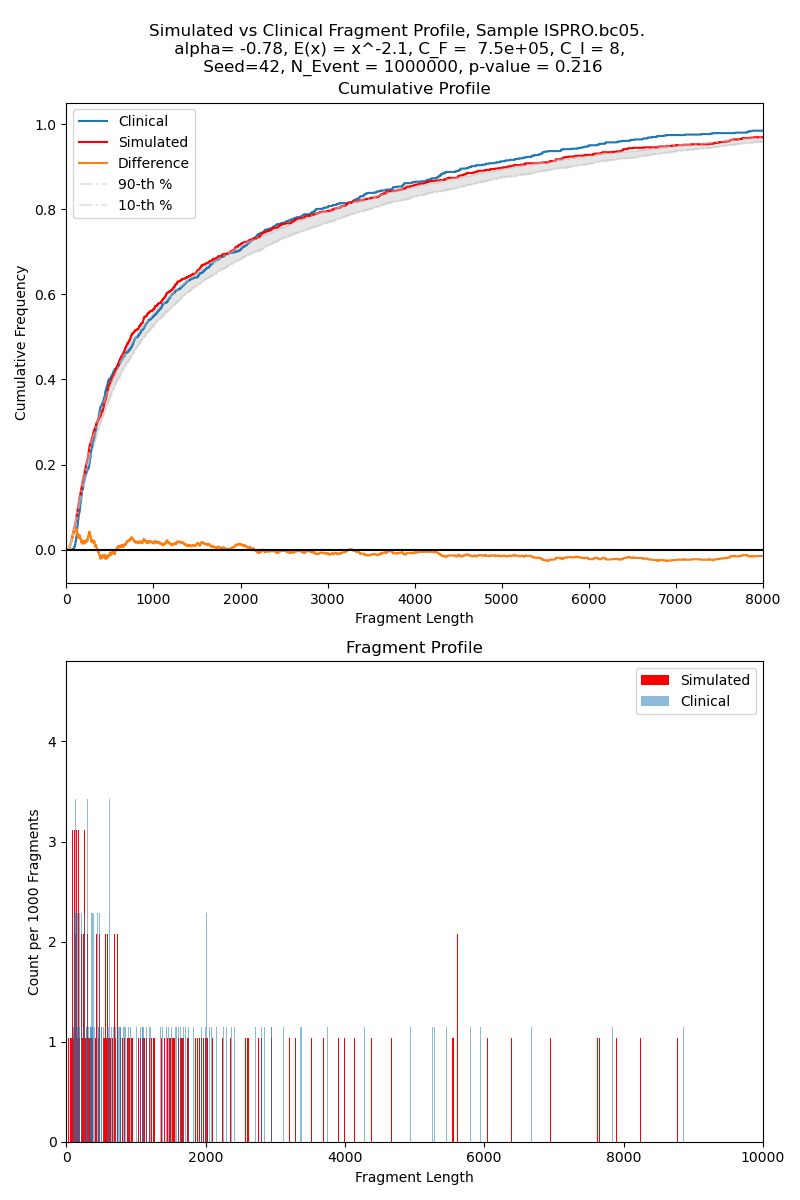 Simulated vs Clinical Fragment Profile, Sample ISPRO.bc05.
alpha= -0.78, E(x) = x^-2.1, C_F =  7.5e+05, C_I = 8,
Seed=42, N_Event = 1000000, p-value = 0.216
Cumulative Profile
Clinical
Simulated
Difference
90-th %
10-th %
Cumulative Frequency
1.0
0.8
0.6
0.4
0.2
0.0
0 1000 2000 3000 4000 5000 6000 7000 8000
Fragment Length
Fragment Profile
Simulated
Clinical
Count per 1000 Fragments
4
3
2
1
0
0 2000 4000 6000 8000 10000
Fragment Length